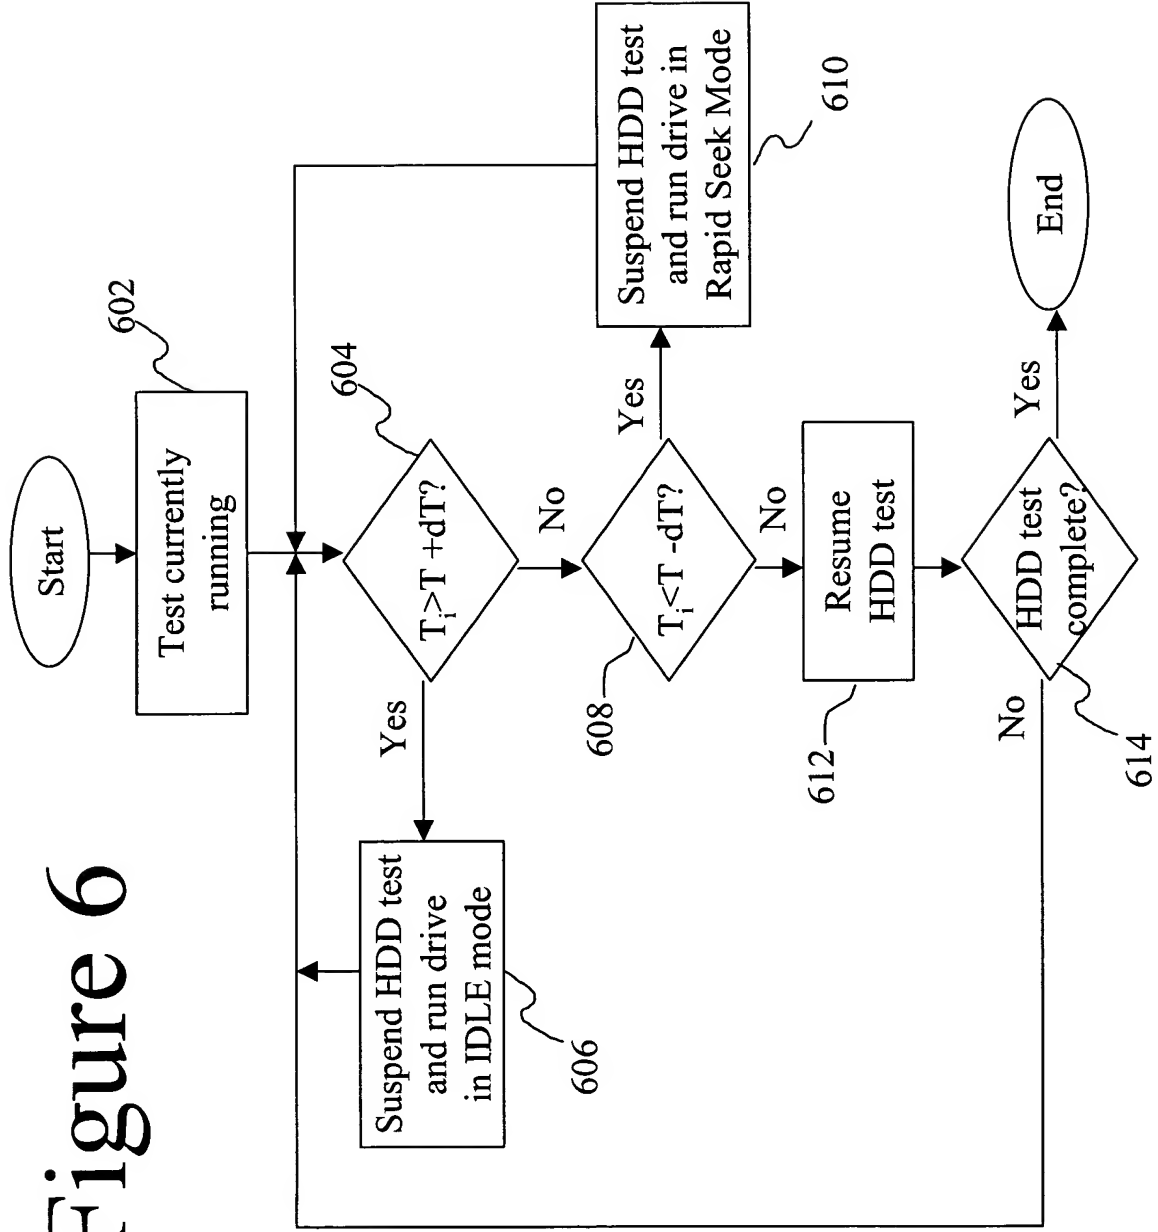 Figure 6
Start
Test currently
running
602
604
T_i>T +dT?
Yes
No
Suspend HDD test
and run drive
in IDLE mode
606
608
T_i<T -dT?
Yes
No
Suspend HDD test
and run drive in
Rapid Seek Mode
610
612
Resume
HDD test
HDD test
complete?
614
No
Yes
End